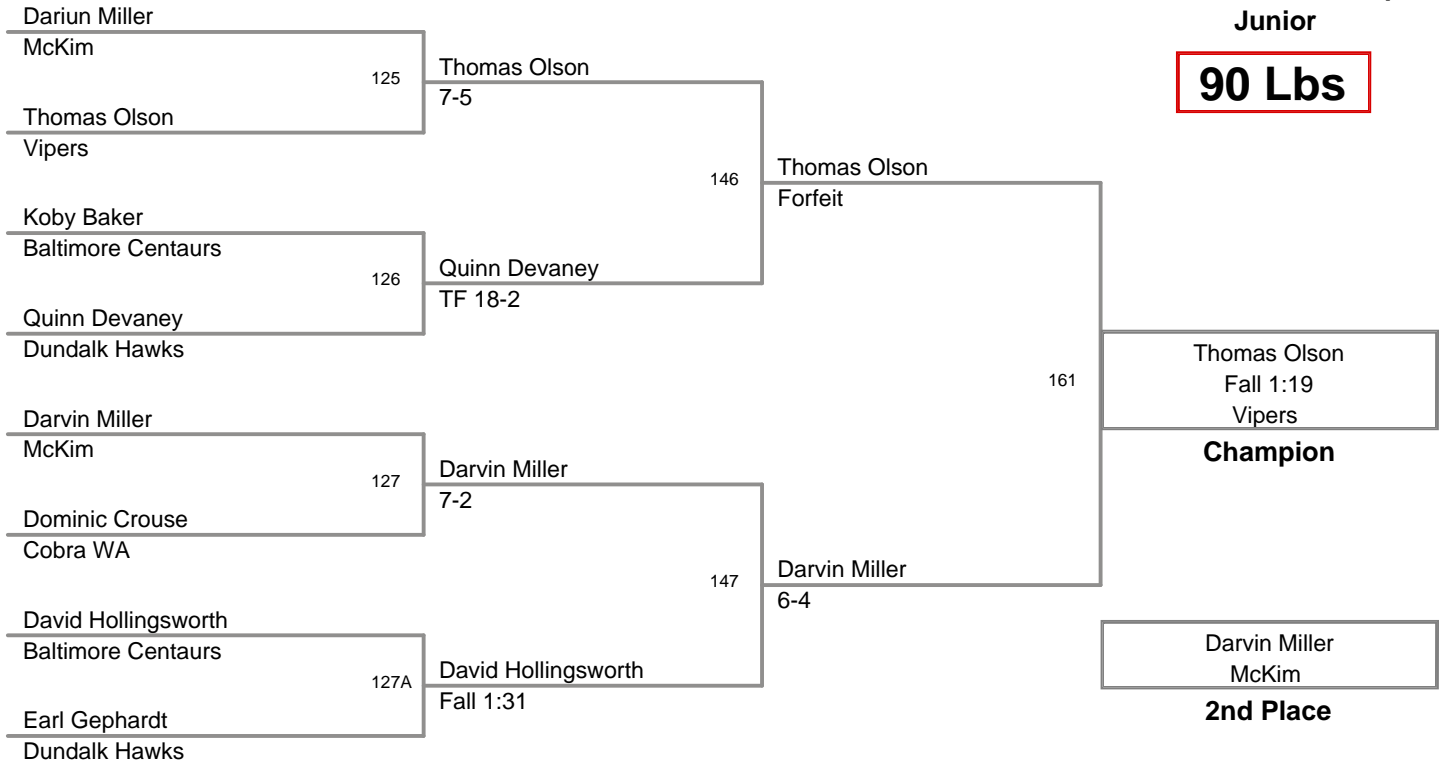 Junior
90 Lbs
Dariun Miller
McKim
125
Thomas Olson
7-5
Thomas Olson
Vipers
146
Thomas Olson
Forfeit
Koby Baker
Baltimore Centaurs
126
Quinn Devaney
TF 18-2
Quinn Devaney
Dundalk Hawks
161
Thomas Olson
Fall 1:19
Vipers
Champion
Darvin Miller
McKim
127
Darvin Miller
7-2
Dominic Crouse
Cobra WA
147
Darvin Miller
6-4
David Hollingsworth
Baltimore Centaurs
127A
David Hollingsworth
Fall 1:31
Earl Gephardt
Dundalk Hawks
Darvin Miller
McKim
2nd Place